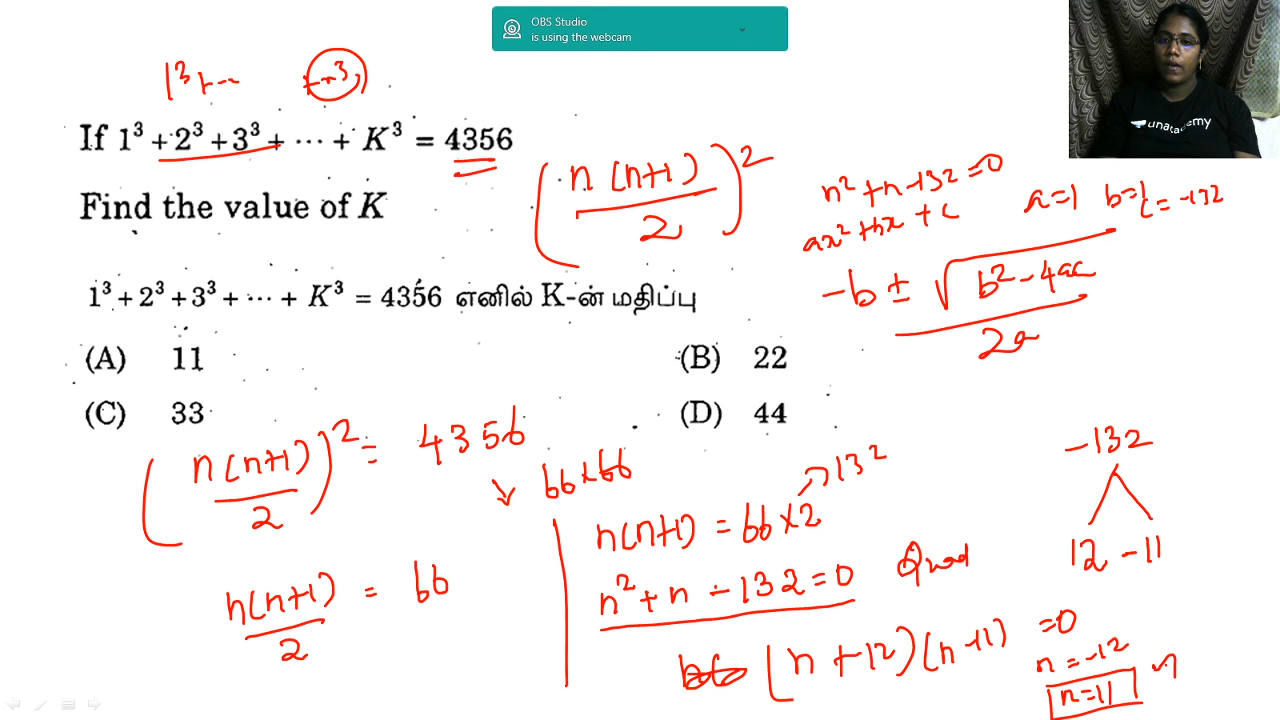 OBS Studio
is using the webcam
unacademy
1³ + -- + n³
If 1³ + 2³ + 3³ + ··· + K³ = 4356
Find the value of K
(n(n+1)/2)²
n² + n - 132 = 0
ax² + bx + c
a=1 b=1 c=-132
-b ± √(b² - 4ac) / 2a
1³ + 2³ + 3³ + ··· + K³ = 4356 எனில் K-ன் மதிப்பு
(A) 11 (B) 22
(C) 33 (D) 44
(n(n+1)/2)² = 4356
66×66
n(n+1)/2 = 66
n(n+1) = 66×2 → 132
n² + n - 132 = 0 Quad
-132
12 -11
(n+12)(n-11) = 0
n = -12
n=11